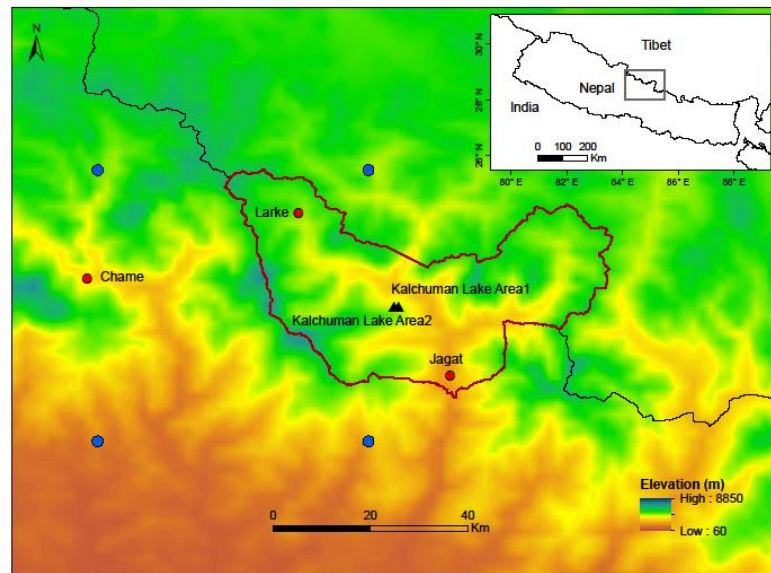 N
Tibet
Nepal
India
0 100 200
Km
30° N
28° N
26° N
80° E 82° E 84° E 86° E 88° E
Larke
Chame
Kalchuman Lake Area1
Kalchuman Lake Area2
Jagat
0 20 40
Km
Elevation (m)
High : 8850
Low : 60